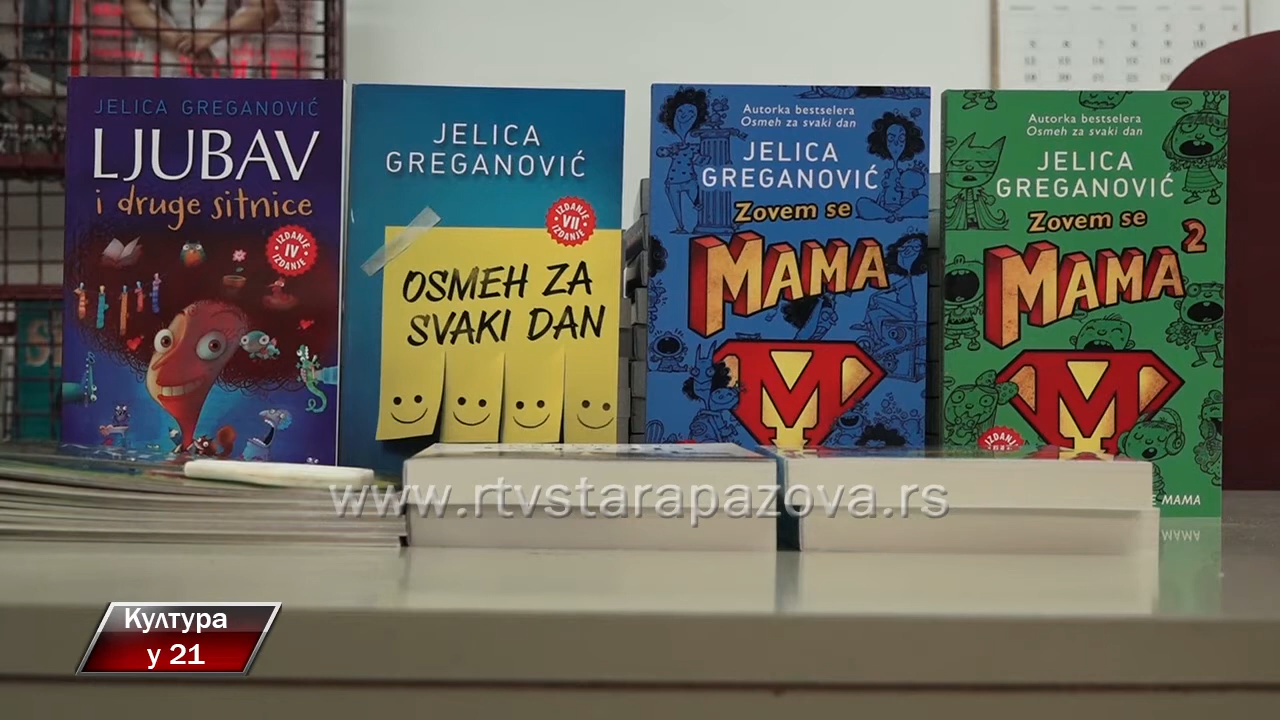 JELICA GREGANOVIĆ
LJUBAV
i druge sitnice
IZDANJE
IV
IZDANJE
JELICA
GREGANOVIĆ
IZDANJE
VII
IZDANJE
OSMEH ZA
SVAKI DAN
Autorka bestselera
Osmeh za svaki dan
JELICA
GREGANOVIĆ
Zovem se
MAMA
M
Autorka bestselera
Osmeh za svaki dan
JELICA
GREGANOVIĆ
Zovem se
MAMA 2
M
IZDANJE
MAMA
www.rtvstarapazova.rs
Култура
у 21